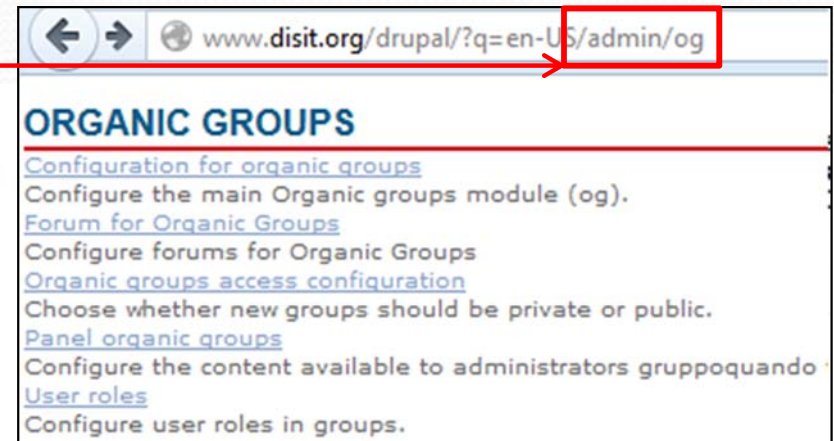 www.disit.org/drupal/?q=en-US/admin/og
ORGANIC GROUPS
Configuration for organic groups
Configure the main Organic groups module (og).
Forum for Organic Groups
Configure forums for Organic Groups
Organic groups access configuration
Choose whether new groups should be private or public.
Panel organic groups
Configure the content available to administrators gruppoquando
User roles
Configure user roles in groups.